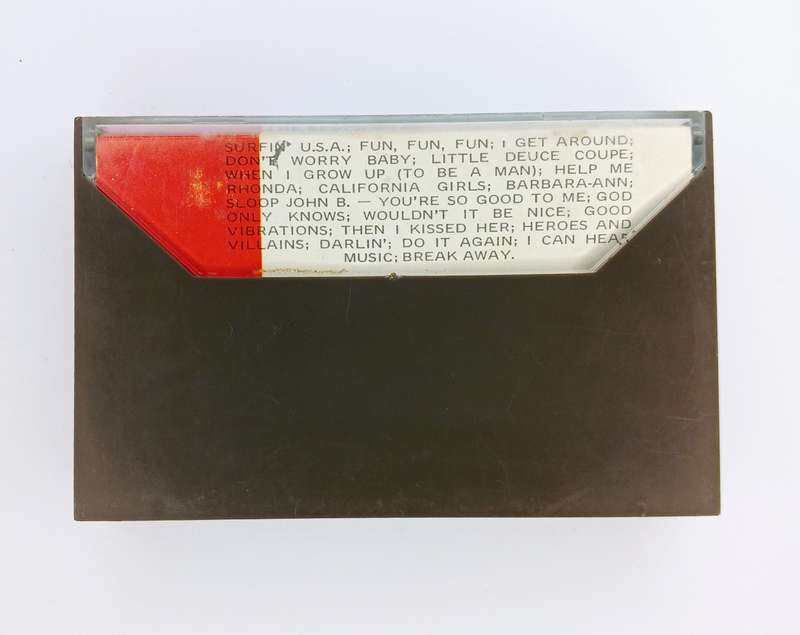 SURFIN' U.S.A.; FUN, FUN, FUN; I GET AROUND;
DON'T WORRY BABY; LITTLE DEUCE COUPE;
WHEN I GROW UP (TO BE A MAN); HELP ME
RHONDA; CALIFORNIA GIRLS; BARBARA-ANN;
SLOOP JOHN B. — YOU'RE SO GOOD TO ME; GOD
ONLY KNOWS; WOULDN'T IT BE NICE; GOOD
VIBRATIONS; THEN I KISSED HER; HEROES AND
VILLAINS; DARLIN'; DO IT AGAIN; I CAN HEAR
MUSIC; BREAK AWAY.